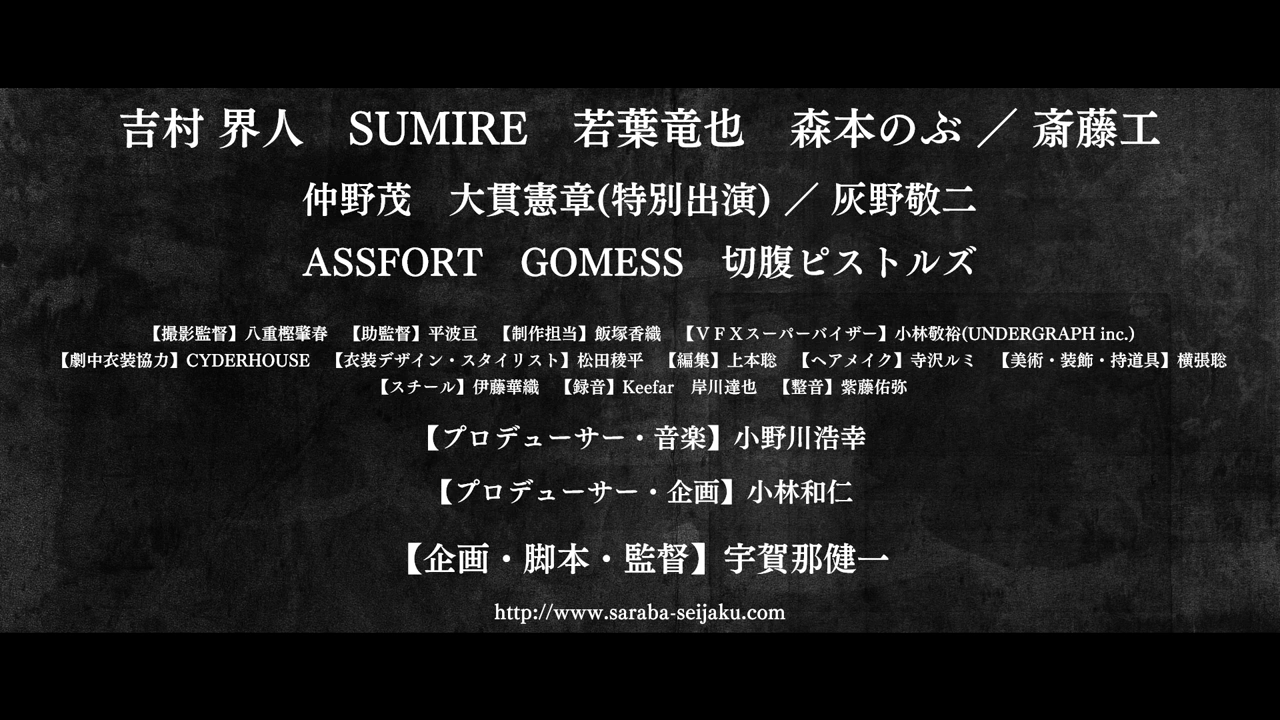 吉村 界人　SUMIRE　若葉竜也　森本のぶ ／ 斎藤工
仲野茂　大貫憲章(特別出演) ／ 灰野敬二
ASSFORT　GOMESS　切腹ピストルズ
【撮影監督】八重樫肇春　【助監督】平波亘　【制作担当】飯塚香織　【ＶＦＸスーパーバイザー】小林敬裕(UNDERGRAPH inc.)
【劇中衣装協力】CYDERHOUSE　【衣装デザイン・スタイリスト】松田稜平　【編集】上本聡　【ヘアメイク】寺沢ルミ　【美術・装飾・持道具】横張聡
【スチール】伊藤華織　【録音】Keefar　岸川達也　【整音】紫藤佑弥
【プロデューサー・音楽】小野川浩幸
【プロデューサー・企画】小林和仁
【企画・脚本・監督】宇賀那健一
http://www.saraba-seijaku.com